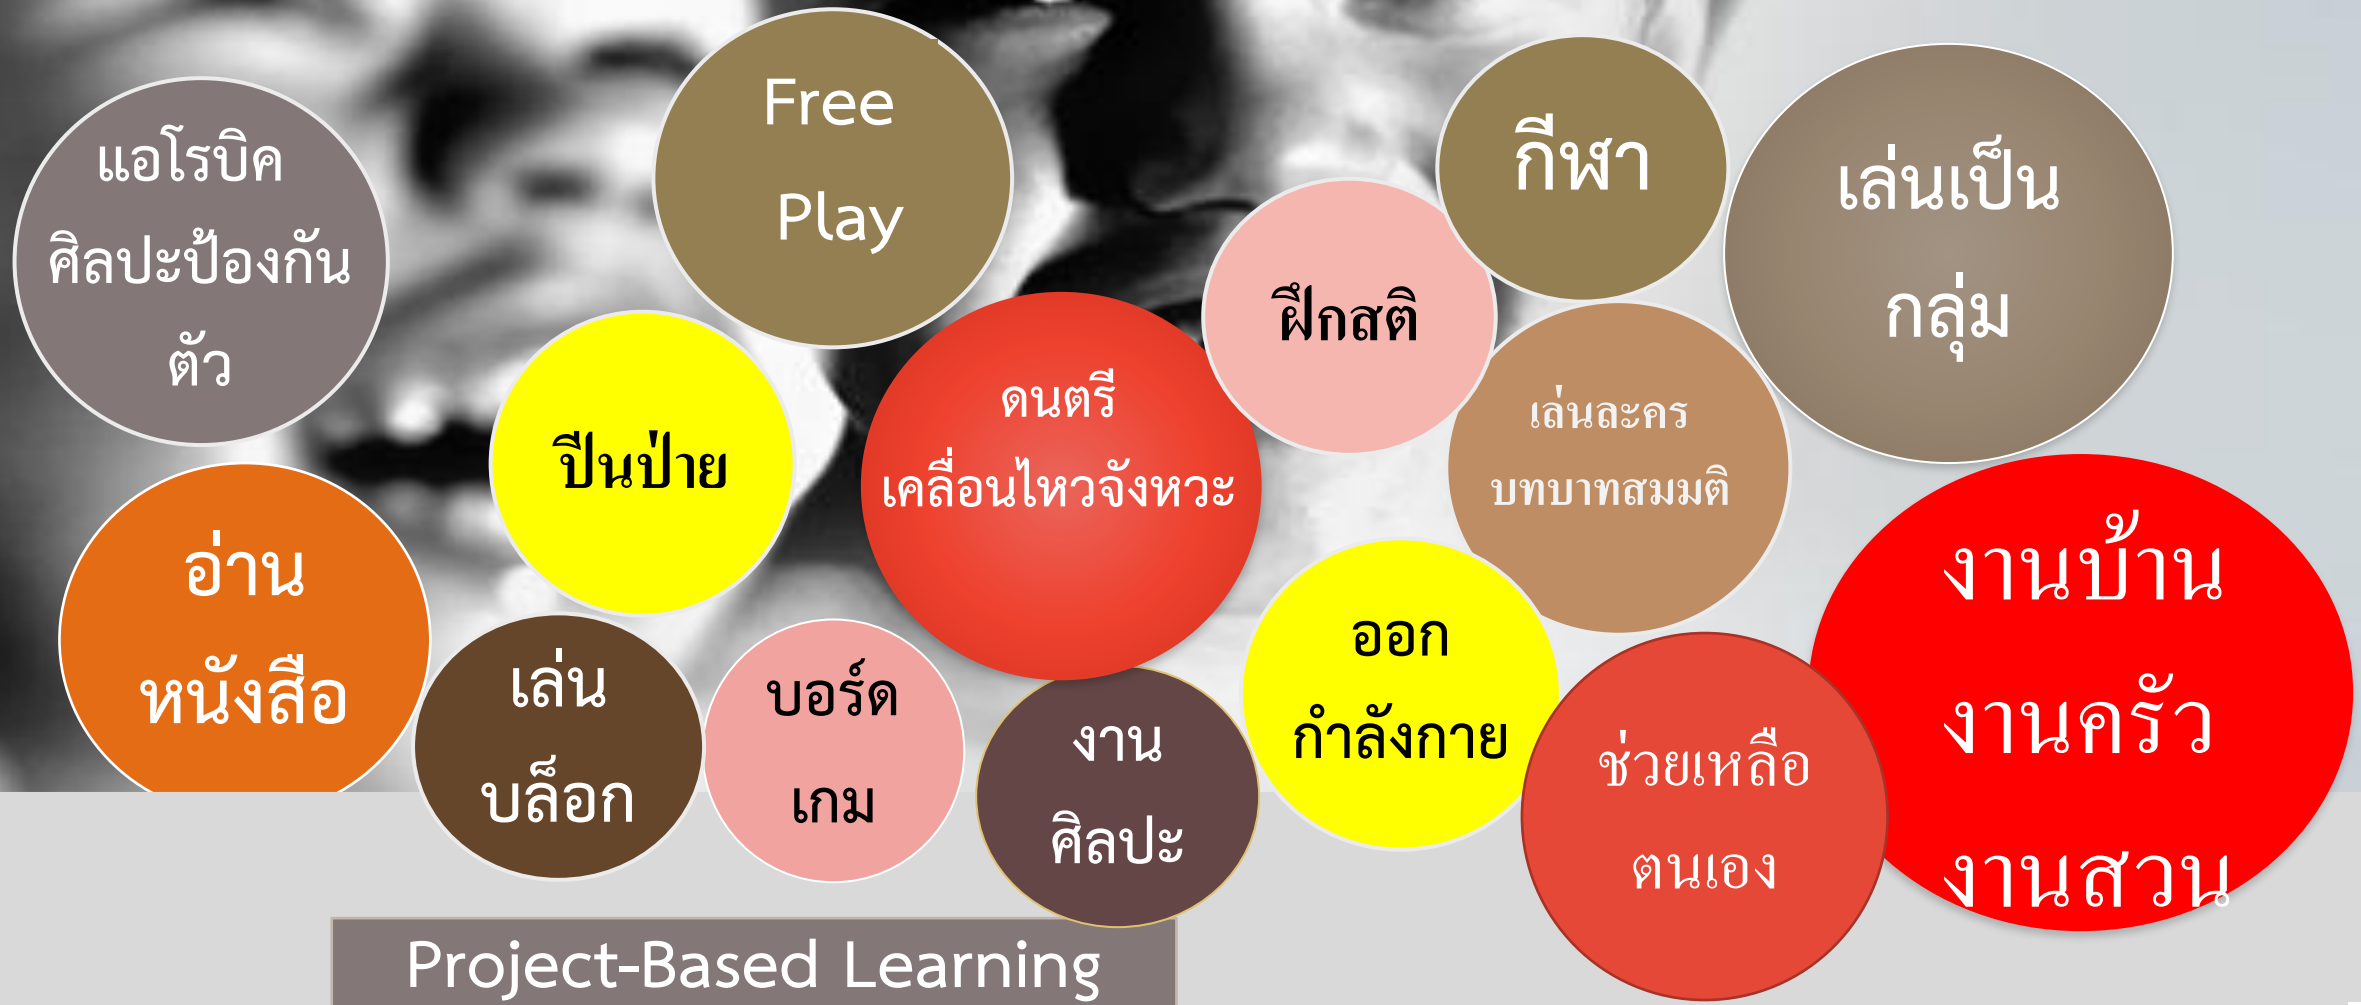 แอโรบิค
ศิลปะป้องกัน
ตัว
Free
Play
กีฬา
เล่นเป็น
กลุ่ม
ฝึกสติ
ปีนป่าย
ดนตรี
เคลื่อนไหวจังหวะ
เล่นละคร
บทบาทสมมติ
อ่าน
หนังสือ
เล่น
บล็อก
บอร์ด
เกม
งาน
ศิลปะ
ออก
กำลังกาย
ช่วยเหลือ
ตนเอง
งานบ้าน
งานครัว
งานสวน
Project-Based Learning